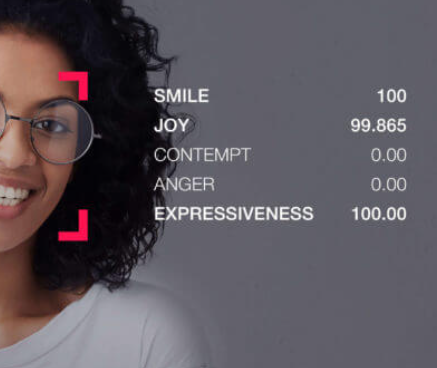 SMILE 100
JOY 99.865
CONTEMPT 0.00
ANGER 0.00
EXPRESSIVENESS 100.00